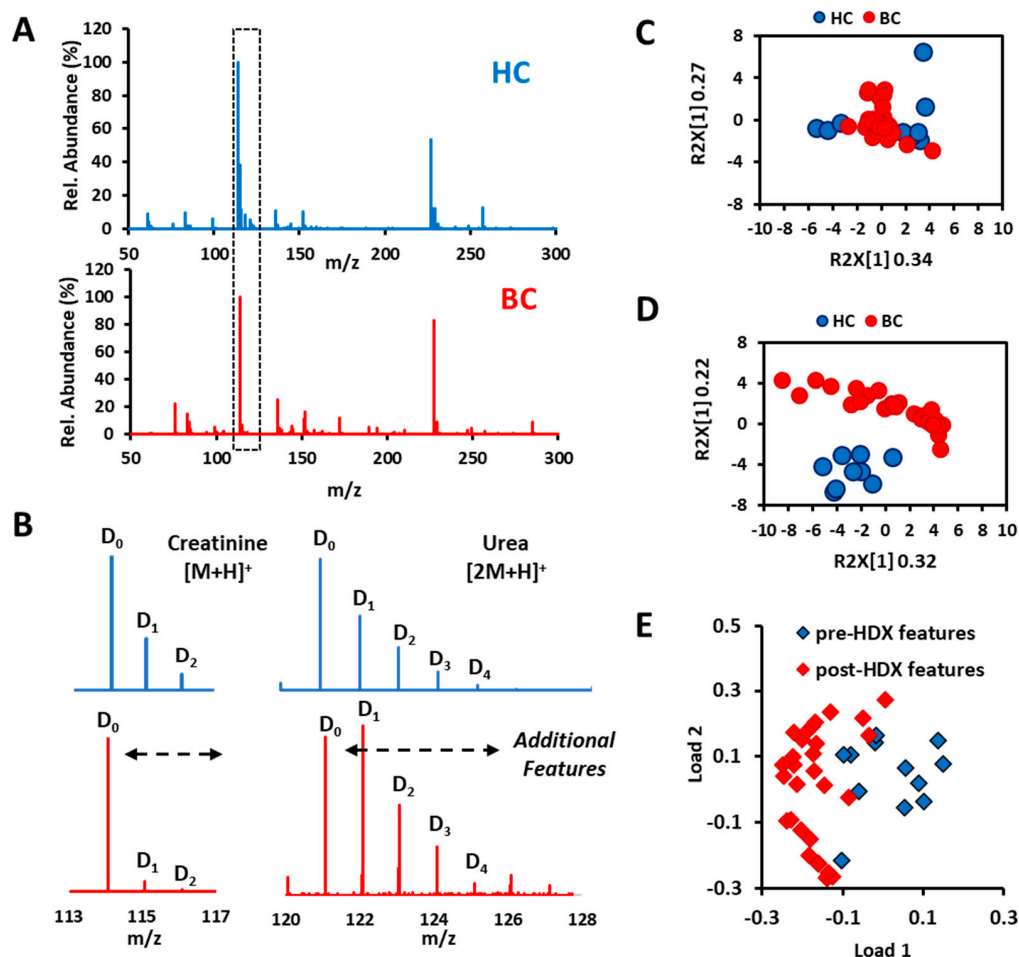 A
Rel. Abundance (%)
120
100
80
60
40
20
0
HC
50 100 150 200 250 300
m/z
Rel. Abundance (%)
120
100
80
60
40
20
0
BC
50 100 150 200 250 300
m/z
B
D0
Creatinine
[M+H]+
D1
D2
D0
Urea
[2M+H]+
D1
D2
D3
D4
D0
D1
D2
113 115 117
m/z
D0
D1
Additional
Features
D2
D3
D4
120 122 124 126 128
m/z
C
HC BC
R2X[1] 0.27
8
4
0
-4
-8
-10 -8 -6 -4 -2 0 2 4 6 8 10
R2X[1] 0.34
D
HC BC
R2X[1] 0.22
8
4
0
-4
-8
-10 -8 -6 -4 -2 0 2 4 6 8 10
R2X[1] 0.32
E
pre-HDX features
post-HDX features
Load 2
0.5
0.3
0.1
-0.1
-0.3
-0.3 -0.1 0.1 0.3
Load 1